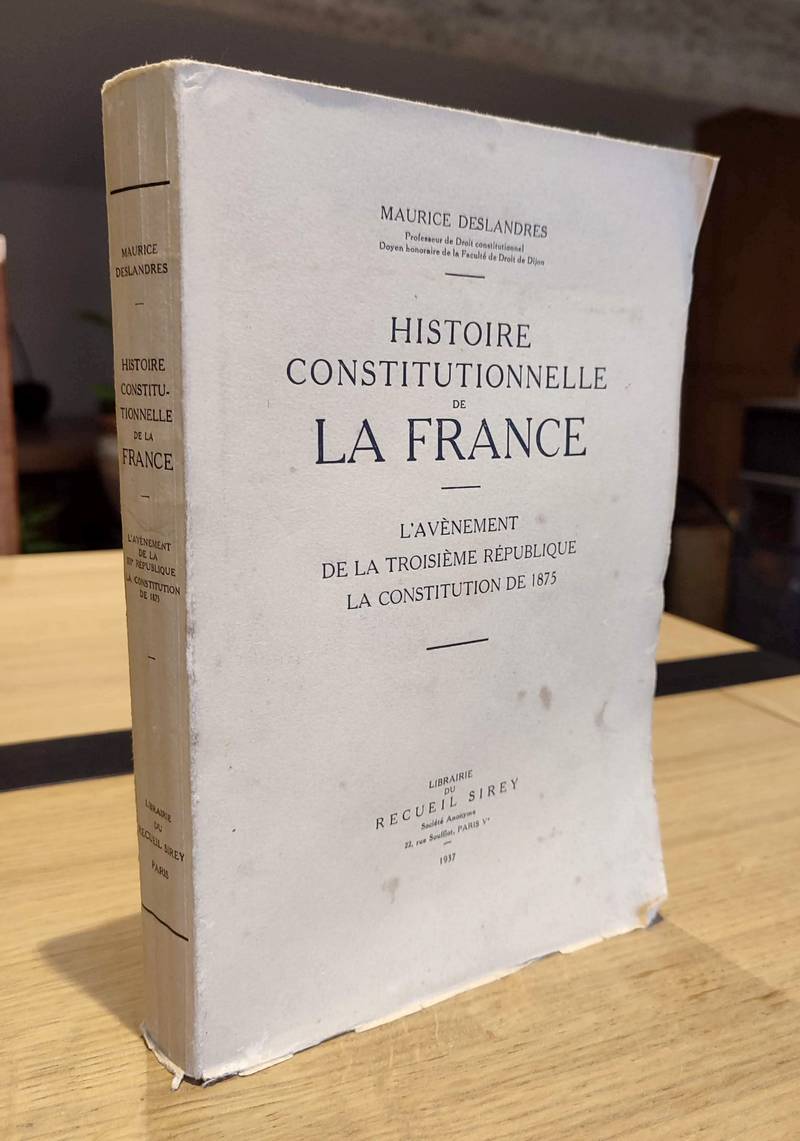 MAURICE
DESLANDRES
HISTOIRE
CONSTITU-
TIONNELLE
DE LA
FRANCE
L'AVÈNEMENT
DE LA
IIIᵉ RÉPUBLIQUE
LA CONSTITUTION
DE 1875
LIBRAIRIE
DU
RECUEIL SIREY
PARIS
MAURICE DESLANDRES
Professeur de Droit constitutionnel
Doyen honoraire de la Faculté de Droit de Dijon
HISTOIRE
CONSTITUTIONNELLE
DE
LA FRANCE
L'AVÈNEMENT
DE LA TROISIÈME RÉPUBLIQUE
LA CONSTITUTION DE 1875
LIBRAIRIE
DU
RECUEIL SIREY
Société Anonyme
22, rue Soufflot, PARIS Vᵉ
1937